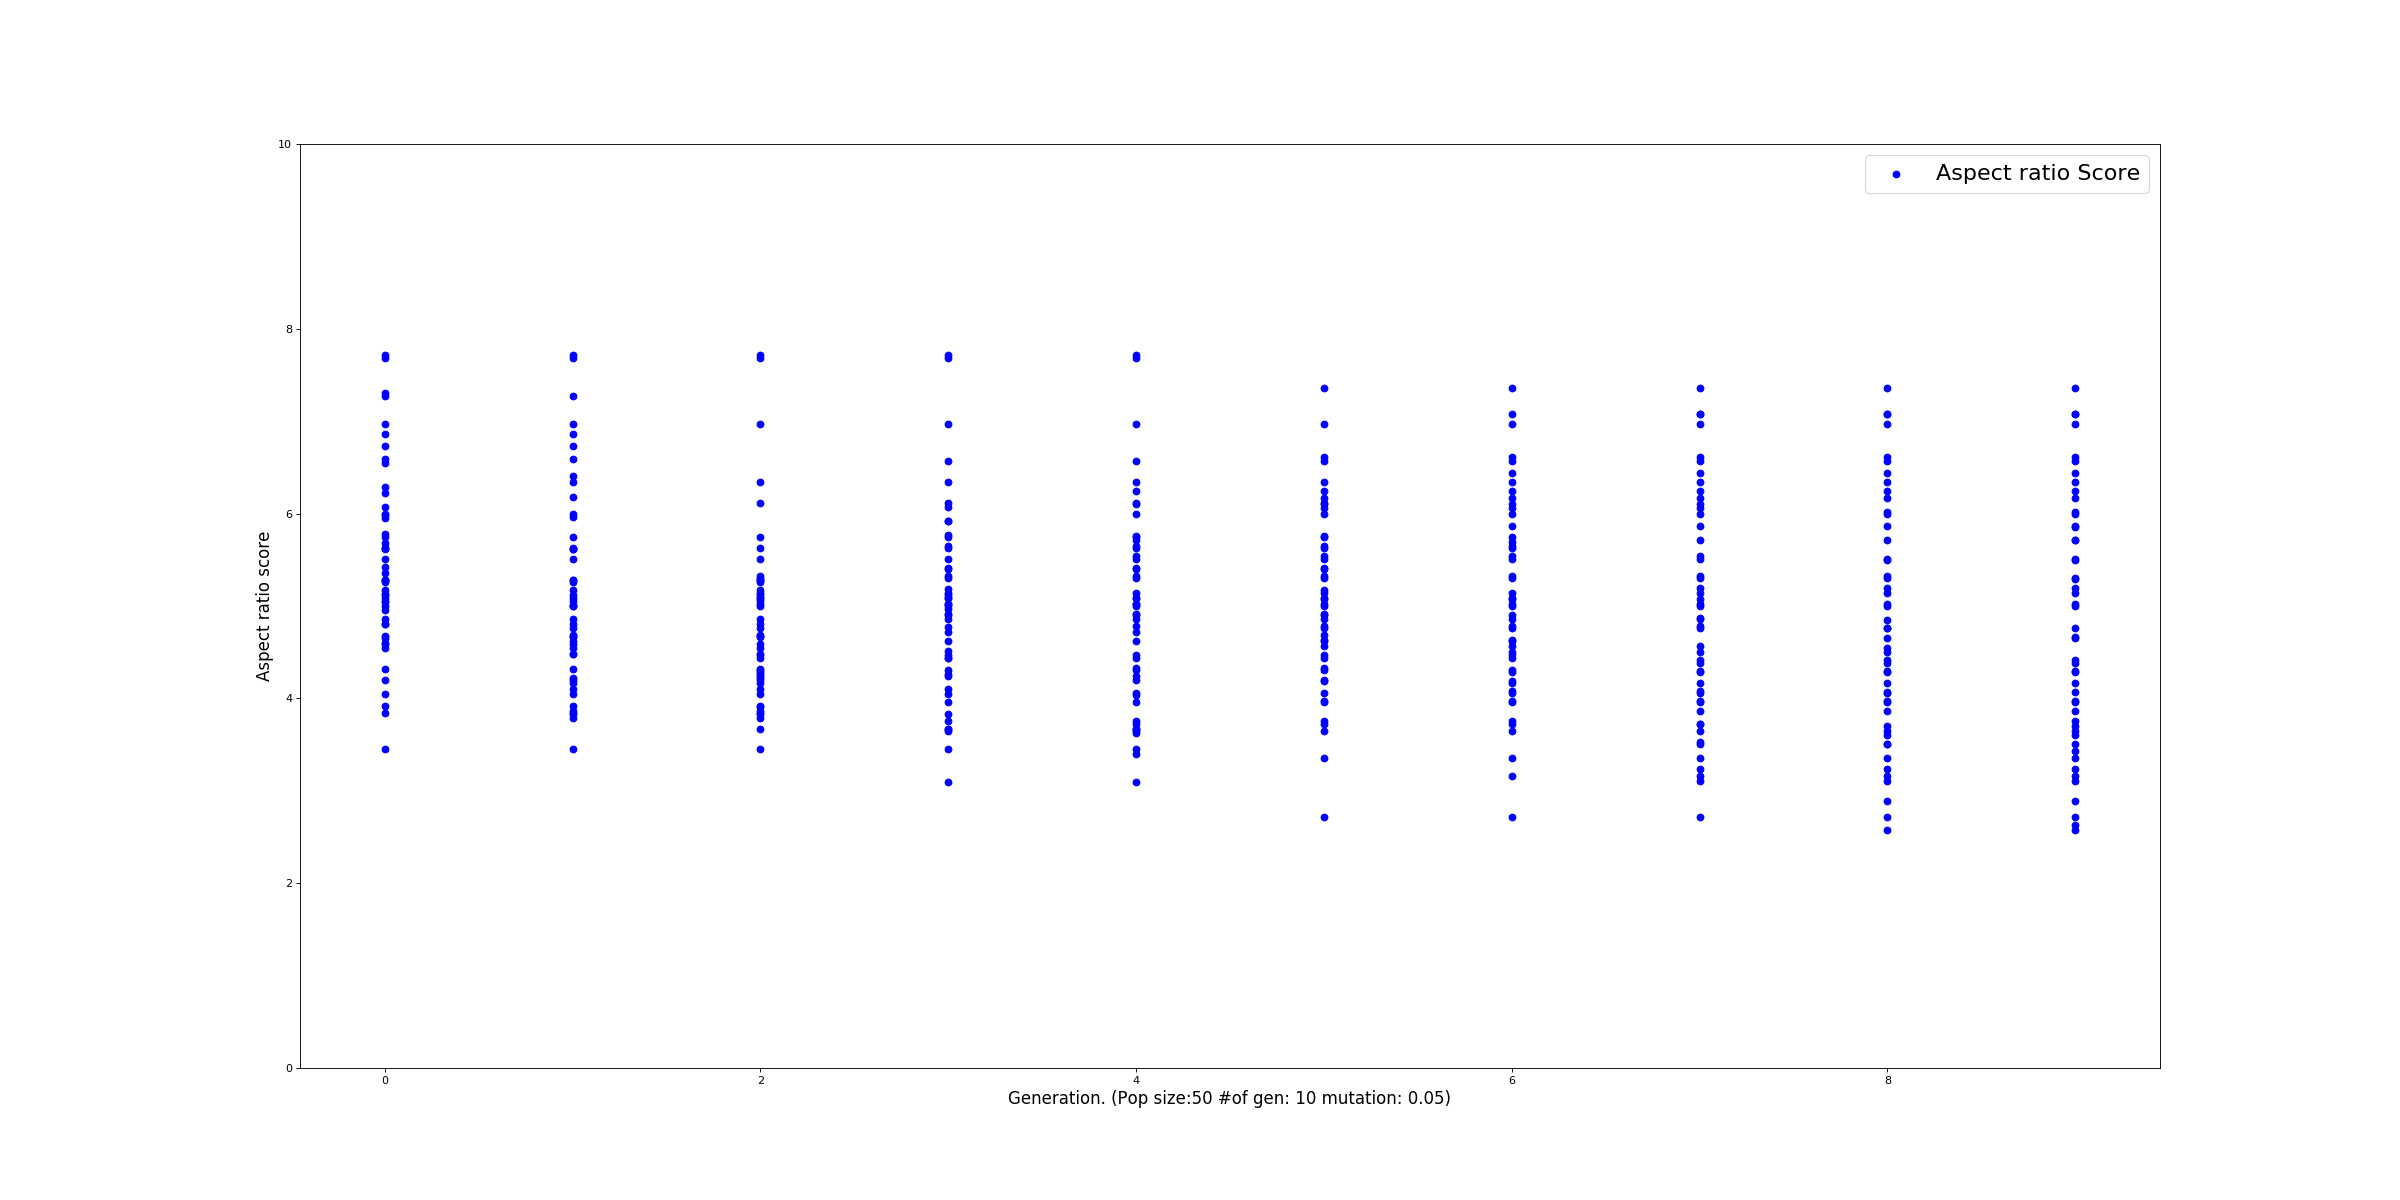 10
Aspect ratio Score
8
6
Aspect ratio score
4
2
0
0 2 4 6 8
Generation. (Pop size:50 #of gen: 10 mutation: 0.05)